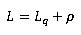 L = L_q + ρ